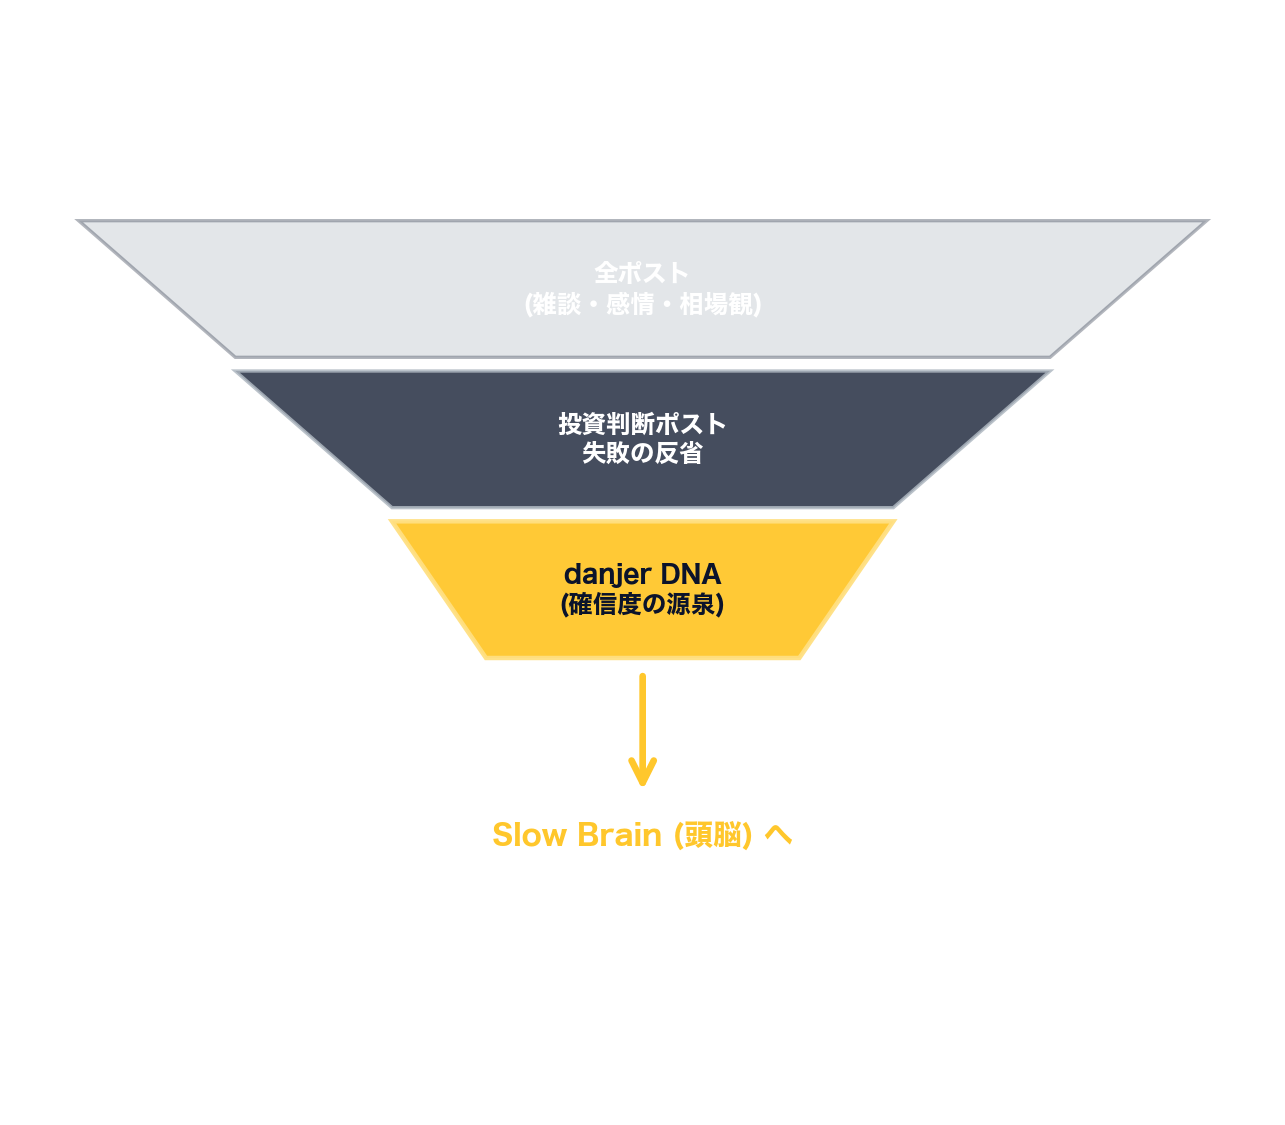 全ポスト
(雑談・感情・相場観)
投資判断ポスト
失敗の反省
danjer DNA
(確信度の源泉)
Slow Brain (頭脳) へ